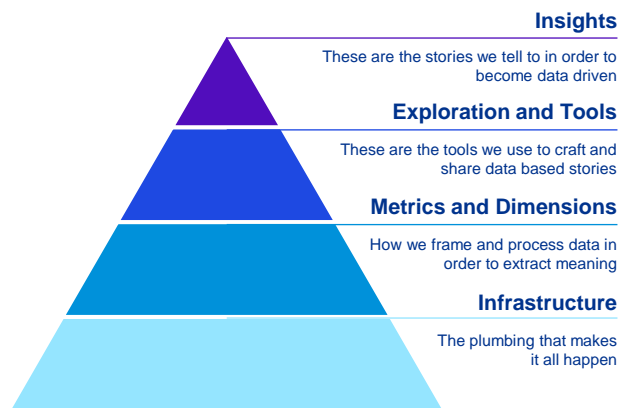 Insights
These are the stories we tell to in order to
become data driven
Exploration and Tools
These are the tools we use to craft and
share data based stories
Metrics and Dimensions
How we frame and process data in
order to extract meaning
Infrastructure
The plumbing that makes
it all happen